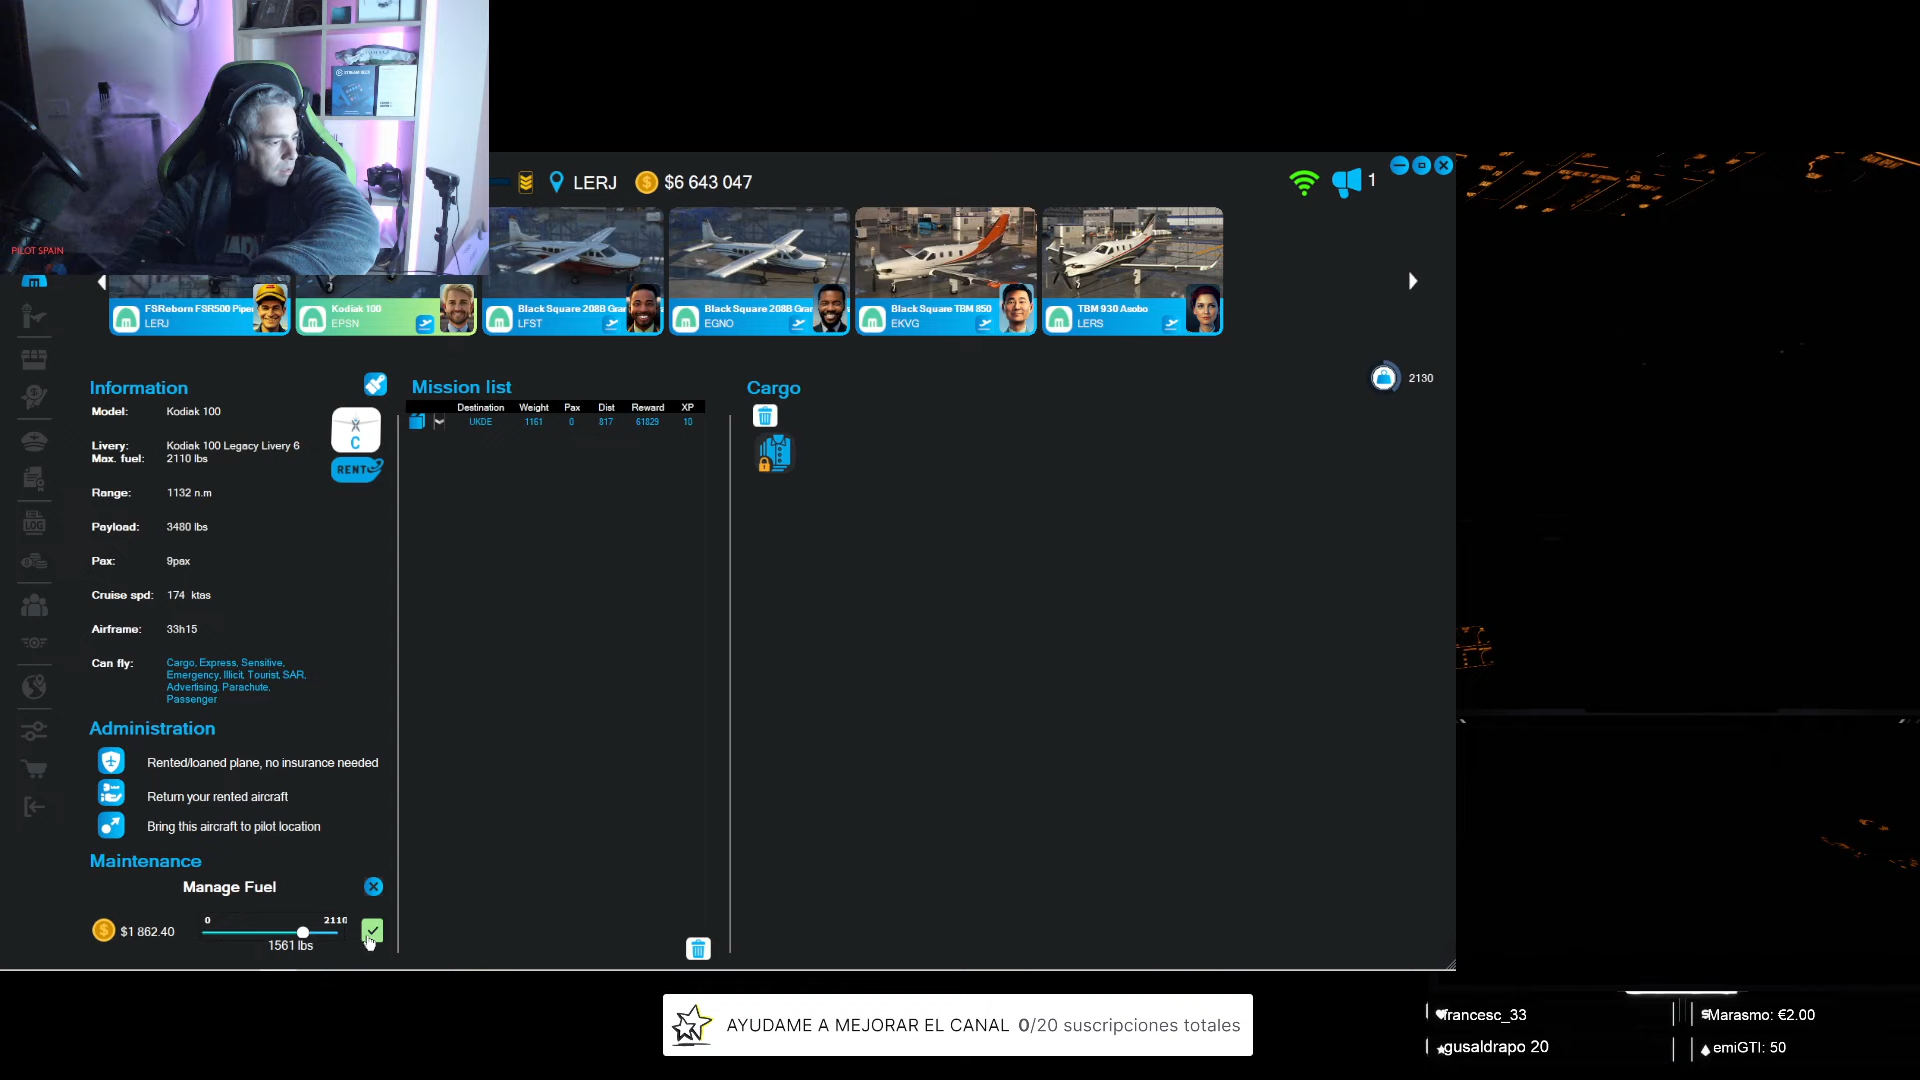 STREAM DECK
PILOT SPAIN
LERJ $6 643 047
1
FSReborn FSR500 Pipe
LERJ
Kodiak 100
EPSN
Black Square 208B Gran
LFST
Black Square 208B Gran
EGNO
Black Square TBM 850
EKVG
TBM 930 Asobo
LERS
2130
Information
Model: Kodiak 100
Livery: Kodiak 100 Legacy Livery 6
Max. fuel: 2110 lbs
Range: 1132 n.m
Payload: 3480 lbs
Pax: 9pax
Cruise spd: 174 ktas
Airframe: 33h15
Can fly: Cargo, Express, Sensitive,
Emergency, Illicit, Tourist, SAR,
Advertising, Parachute,
Passenger
C
RENT
LOG
Administration
Rented/loaned plane, no insurance needed
Return your rented aircraft
Bring this aircraft to pilot location
Maintenance
Manage Fuel
0 2110
$1 862.40
1561 lbs
Mission list
Destination Weight Pax Dist Reward XP
UKDE 1161 0 817 61829 10
Cargo
AYUDAME A MEJORAR EL CANAL 0/20 suscripciones totales
francesc_33
Marasmo: €2.00
gusaldrapo 20
emiGTI: 50